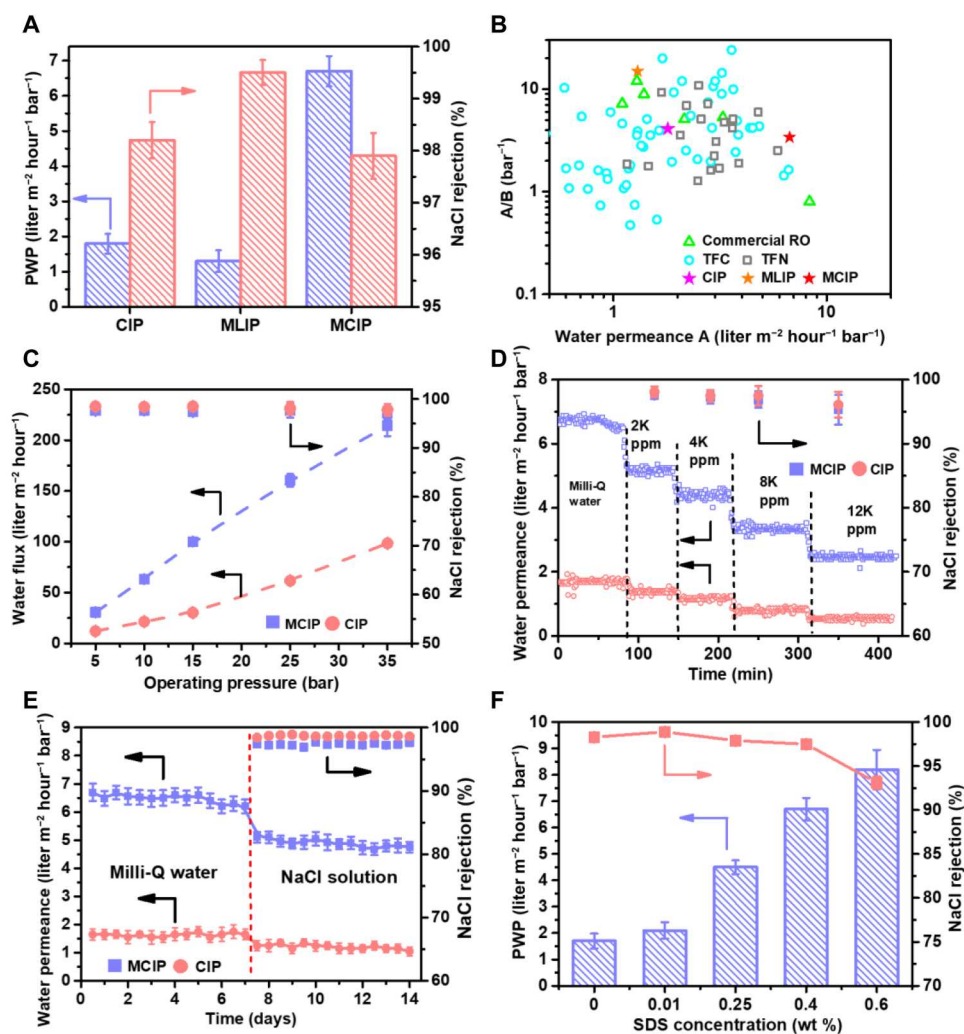 A
PWP (liter m⁻² hour⁻¹ bar⁻¹)
7
6
5
4
3
2
1
0
CIP
MLIP
MCIP
100
99
98
97
96
95
NaCl rejection (%)
B
A/B (bar⁻¹)
10
1
0.1
Commercial RO
TFC
TFN
CIP
MLIP
MCIP
1
10
Water permeance A (liter m⁻² hour⁻¹ bar⁻¹)
C
Water flux (liter m⁻² hour⁻¹)
250
225
200
175
150
125
100
75
50
25
0
MCIP
CIP
5
10
15
20
25
30
35
Operating pressure (bar)
100
90
80
70
60
50
NaCl rejection (%)
D
Water permeance (liter m⁻² hour⁻¹ bar⁻¹)
8
6
4
2
0
Milli-Q
water
2K
ppm
4K
ppm
8K
ppm
12K
ppm
MCIP
CIP
0
100
200
300
400
Time (min)
100
90
80
70
60
NaCl rejection (%)
E
Water permeance (liter m⁻² hour⁻¹ bar⁻¹)
9
8
7
6
5
4
3
2
1
0
Milli-Q water
NaCl solution
MCIP
CIP
0
2
4
6
8
10
12
14
Time (days)
100
90
80
70
60
NaCl rejection (%)
F
PWP (liter m⁻² hour⁻¹ bar⁻¹)
10
9
8
7
6
5
4
3
2
1
0
0
0.01
0.25
0.4
0.6
SDS concentration (wt %)
100
95
90
85
80
75
70
NaCl rejection (%)